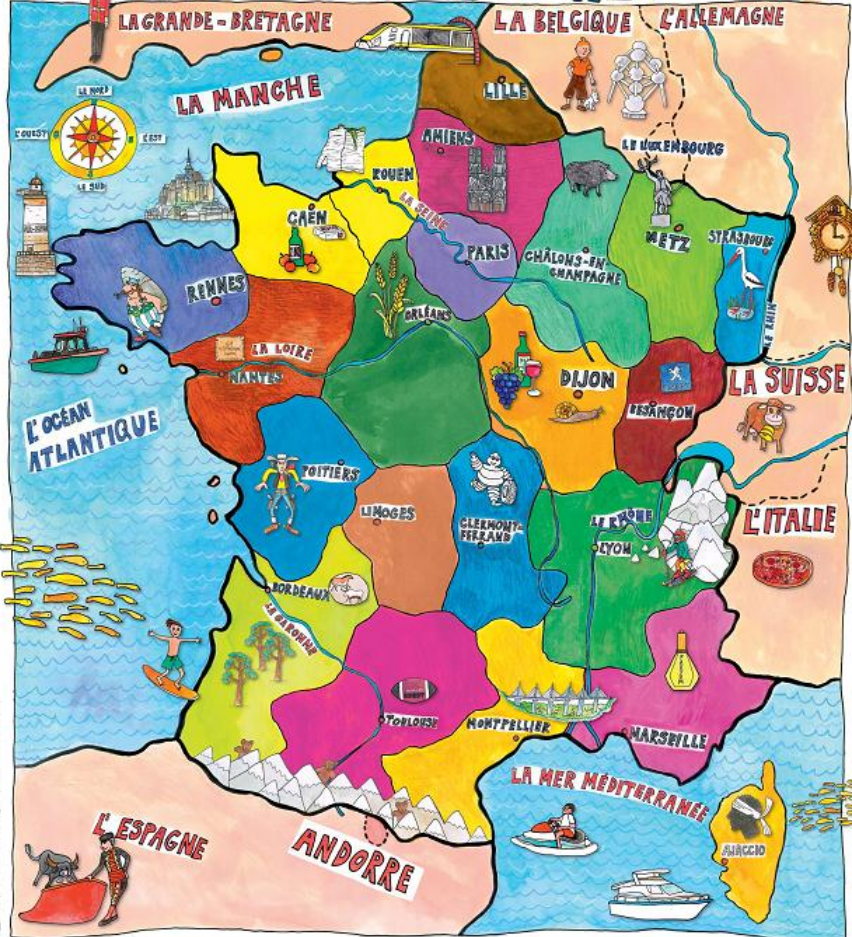 LA GRANDE-BRETAGNE
LA BELGIQUE
L'ALLEMAGNE
LILLE
LA MANCHE
LE NORD
L'OUEST
L'EST
LE SUD
AMIENS
LE LUXEMBOURG
ROUEN
LA SEINE
CAEN
PARIS
CHÂLONS-EN-
CHAMPAGNE
METZ
STRASBOURG
LE RHIN
RENNES
ORLÉANS
LA LOIRE
NANTES
DIJON
BESANÇON
LA SUISSE
L'OCÉAN
ATLANTIQUE
POITIERS
LIMOGES
CLERMONT-
FERRAND
LE RHÔNE
LYON
L'ITALIE
BORDEAUX
LA GARONNE
TOULOUSE
MONTPELLIER
MARSEILLE
LA MER MÉDITERRANÉE
L'ESPAGNE
ANDORRE
AJACCIO